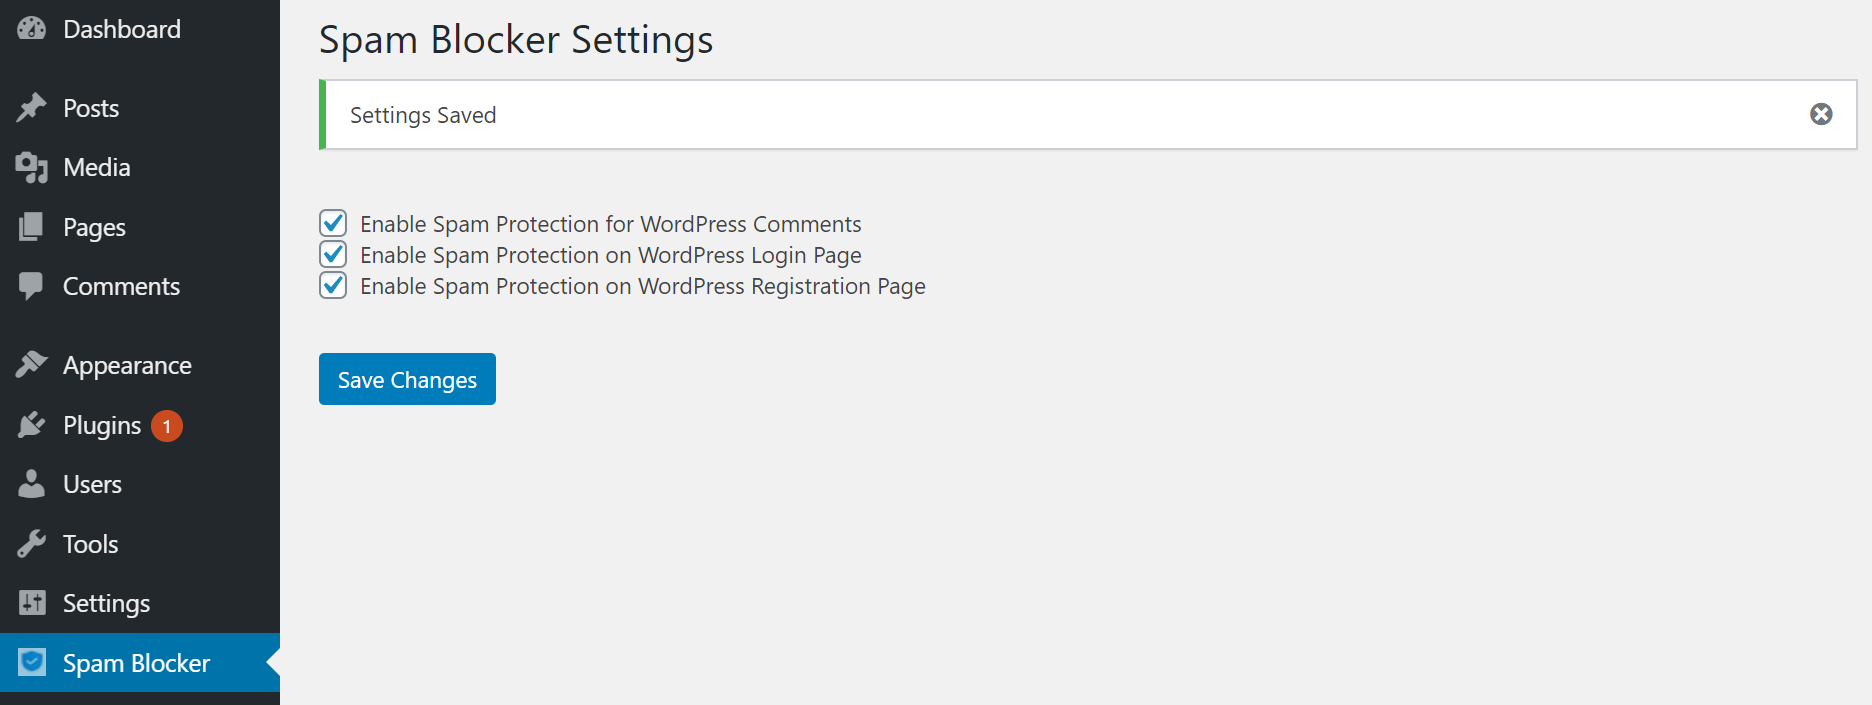 Dashboard
Posts
Media
Pages
Comments
Appearance
Plugins 1
Users
Tools
Settings
Spam Blocker
Spam Blocker Settings
Settings Saved
Enable Spam Protection for WordPress Comments
Enable Spam Protection on WordPress Login Page
Enable Spam Protection on WordPress Registration Page
Save Changes